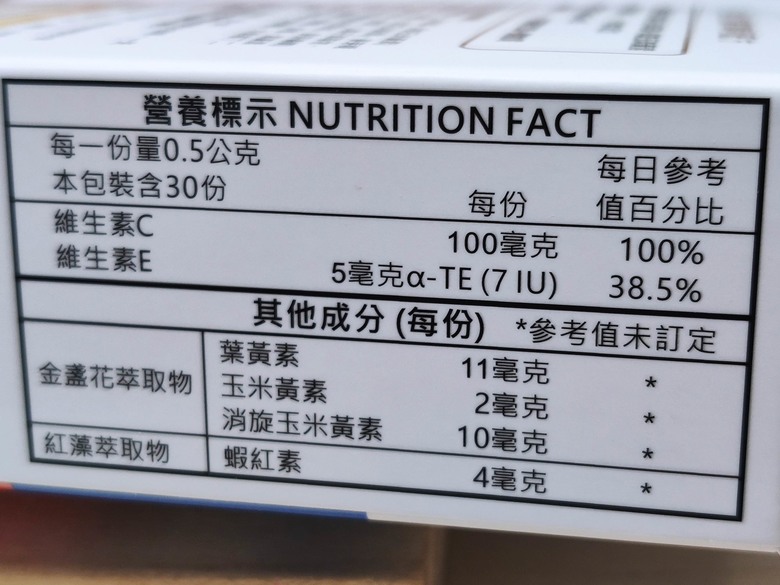 營養標示 NUTRITION FACT
每一份量0.5公克
本包裝含30份
每份
每日參考
值百分比
維生素C 100毫克 100%
維生素E 5毫克α-TE (7 IU) 38.5%
其他成分 (每份) *參考值未訂定
金盞花萃取物
葉黃素 11毫克 *
玉米黃素 2毫克 *
消旋玉米黃素 10毫克 *
紅藻萃取物 蝦紅素 4毫克 *